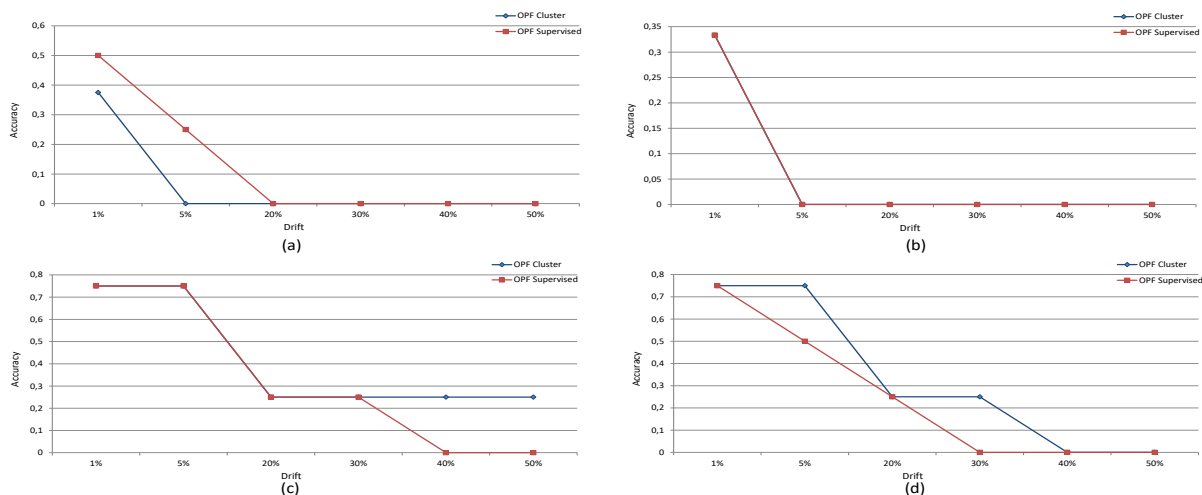 OPF Cluster
OPF Supervised
0,6
0,5
0,4
0,3
0,2
0,1
0
Accuracy
1% 5% 20% 30% 40% 50%
Drift
(a)
OPF Cluster
OPF Supervised
0,35
0,3
0,25
0,2
0,15
0,1
0,05
0
Accuracy
1% 5% 20% 30% 40% 50%
Drift
(b)
OPF Cluster
OPF Supervised
0,8
0,7
0,6
0,5
0,4
0,3
0,2
0,1
0
Accuracy
1% 5% 20% 30% 40% 50%
Drift
(c)
OPF Cluster
OPF Supervised
0,8
0,7
0,6
0,5
0,4
0,3
0,2
0,1
0
Accuracy
1% 5% 20% 30% 40% 50%
Drift
(d)